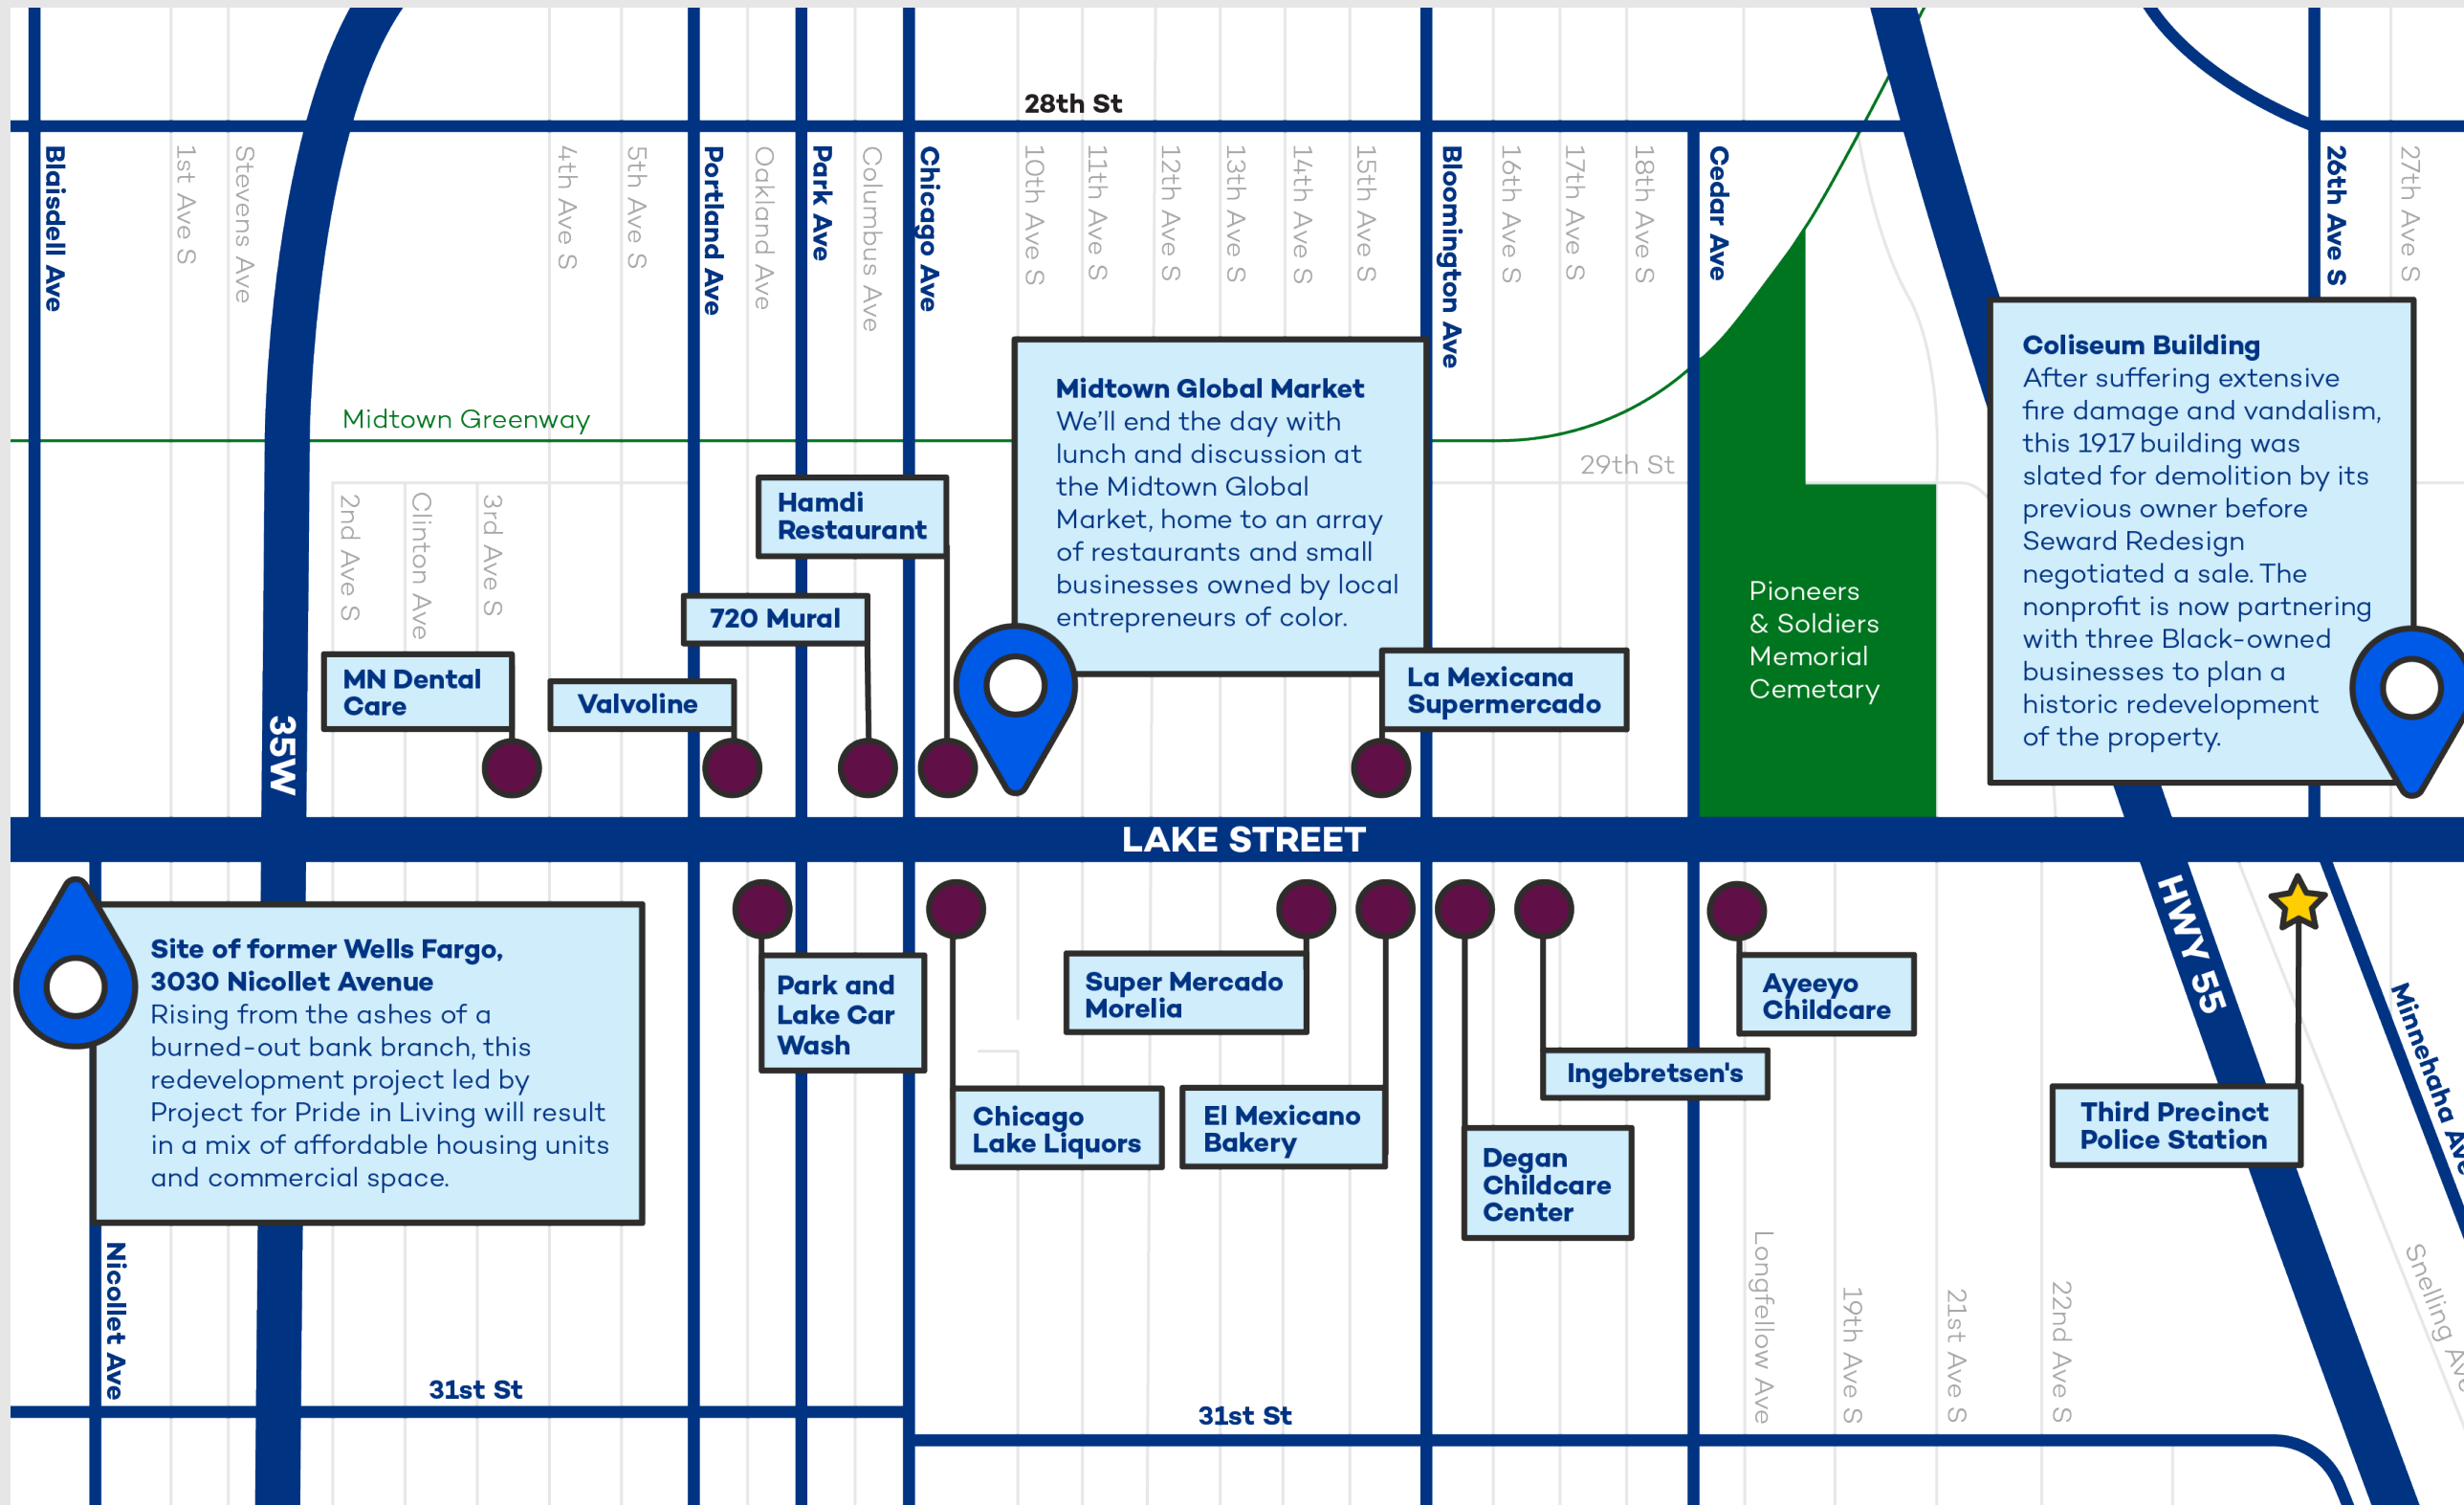 28th St
Blaisdell Ave
1st Ave S
Stevens Ave
4th Ave S
5th Ave S
Portland Ave
Oakland Ave
Park Ave
Columbus Ave
Chicago Ave
10th Ave S
11th Ave S
12th Ave S
13th Ave S
14th Ave S
15th Ave S
Bloomington Ave
16th Ave S
17th Ave S
18th Ave S
Cedar Ave
26th Ave S
27th Ave S
Midtown Greenway
29th St
2nd Ave S
Clinton Ave
3rd Ave S
35W
Hamdi
Restaurant
720 Mural
MN Dental
Care
Valvoline
Midtown Global Market
We’ll end the day with
lunch and discussion at
the Midtown Global
Market, home to an array
of restaurants and small
businesses owned by local
entrepreneurs of color.
La Mexicana
Supermercado
Pioneers
& Soldiers
Memorial
Cemetary
Coliseum Building
After suffering extensive
fire damage and vandalism,
this 1917 building was
slated for demolition by its
previous owner before
Seward Redesign
negotiated a sale. The
nonprofit is now partnering
with three Black-owned
businesses to plan a
historic redevelopment
of the property.
LAKE STREET
Site of former Wells Fargo,
3030 Nicollet Avenue
Rising from the ashes of a
burned-out bank branch, this
redevelopment project led by
Project for Pride in Living will result
in a mix of affordable housing units
and commercial space.
Park and
Lake Car
Wash
Chicago
Lake Liquors
Super Mercado
Morelia
El Mexicano
Bakery
Degan
Childcare
Center
Ingebretsen's
Ayeeyo
Childcare
HWY 55
Third Precinct
Police Station
Minnehaha Ave
Snelling Ave
Nicollet Ave
Longfellow Ave
19th Ave S
21st Ave S
22nd Ave S
31st St
31st St